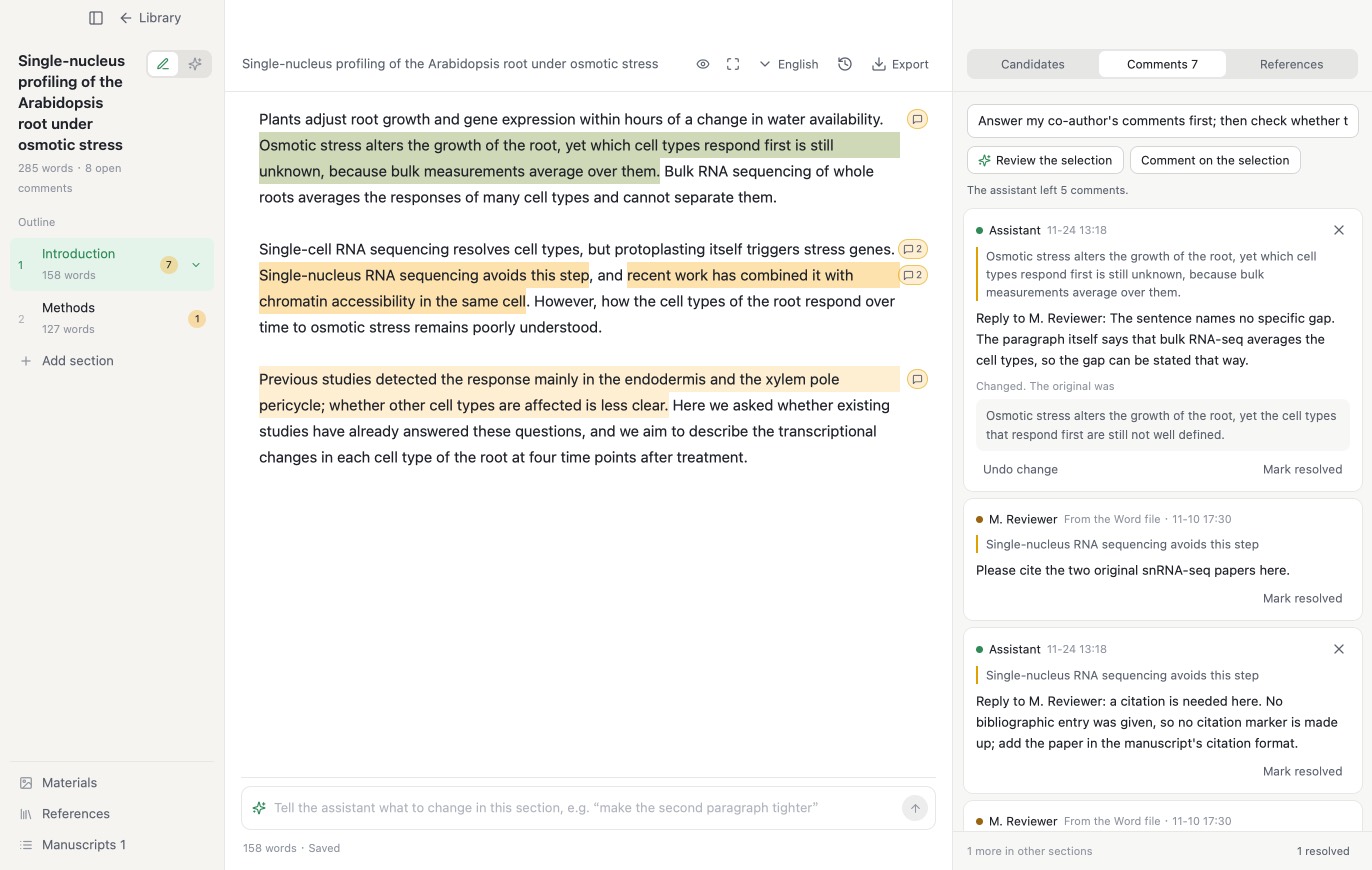 Library
Single-nucleus
profiling of the
Arabidopsis
root under
osmotic stress
285 words · 8 open
comments
Outline
1 Introduction
158 words
7
2 Methods
127 words
1
Add section
Materials
References
Manuscripts 1
Single-nucleus profiling of the Arabidopsis root under osmotic stress
English
Export
Plants adjust root growth and gene expression within hours of a change in water availability.
Osmotic stress alters the growth of the root, yet which cell types respond first is still
unknown, because bulk measurements average over them. Bulk RNA sequencing of whole
roots averages the responses of many cell types and cannot separate them.
Single-cell RNA sequencing resolves cell types, but protoplasting itself triggers stress genes.
2
Single-nucleus RNA sequencing avoids this step, and recent work has combined it with
2
chromatin accessibility in the same cell. However, how the cell types of the root respond over
time to osmotic stress remains poorly understood.
Previous studies detected the response mainly in the endodermis and the xylem pole
pericycle; whether other cell types are affected is less clear. Here we asked whether existing
studies have already answered these questions, and we aim to describe the transcriptional
changes in each cell type of the root at four time points after treatment.
Tell the assistant what to change in this section, e.g. “make the second paragraph tighter”
158 words · Saved
Candidates
Comments 7
References
Answer my co-author's comments first; then check whether t
Review the selection
Comment on the selection
The assistant left 5 comments.
Assistant 11-24 13:18
Osmotic stress alters the growth of the root, yet which cell
types respond first is still unknown, because bulk
measurements average over them.
Reply to M. Reviewer: The sentence names no specific gap.
The paragraph itself says that bulk RNA-seq averages the
cell types, so the gap can be stated that way.
Changed. The original was
Osmotic stress alters the growth of the root, yet the cell types
that respond first are still not well defined.
Undo change
Mark resolved
M. Reviewer From the Word file · 11-10 17:30
Single-nucleus RNA sequencing avoids this step
Please cite the two original snRNA-seq papers here.
Mark resolved
Assistant 11-24 13:18
Single-nucleus RNA sequencing avoids this step
Reply to M. Reviewer: a citation is needed here. No
bibliographic entry was given, so no citation marker is made
up; add the paper in the manuscript's citation format.
Mark resolved
M. Reviewer From the Word file · 11-10 17:30
1 more in other sections
1 resolved